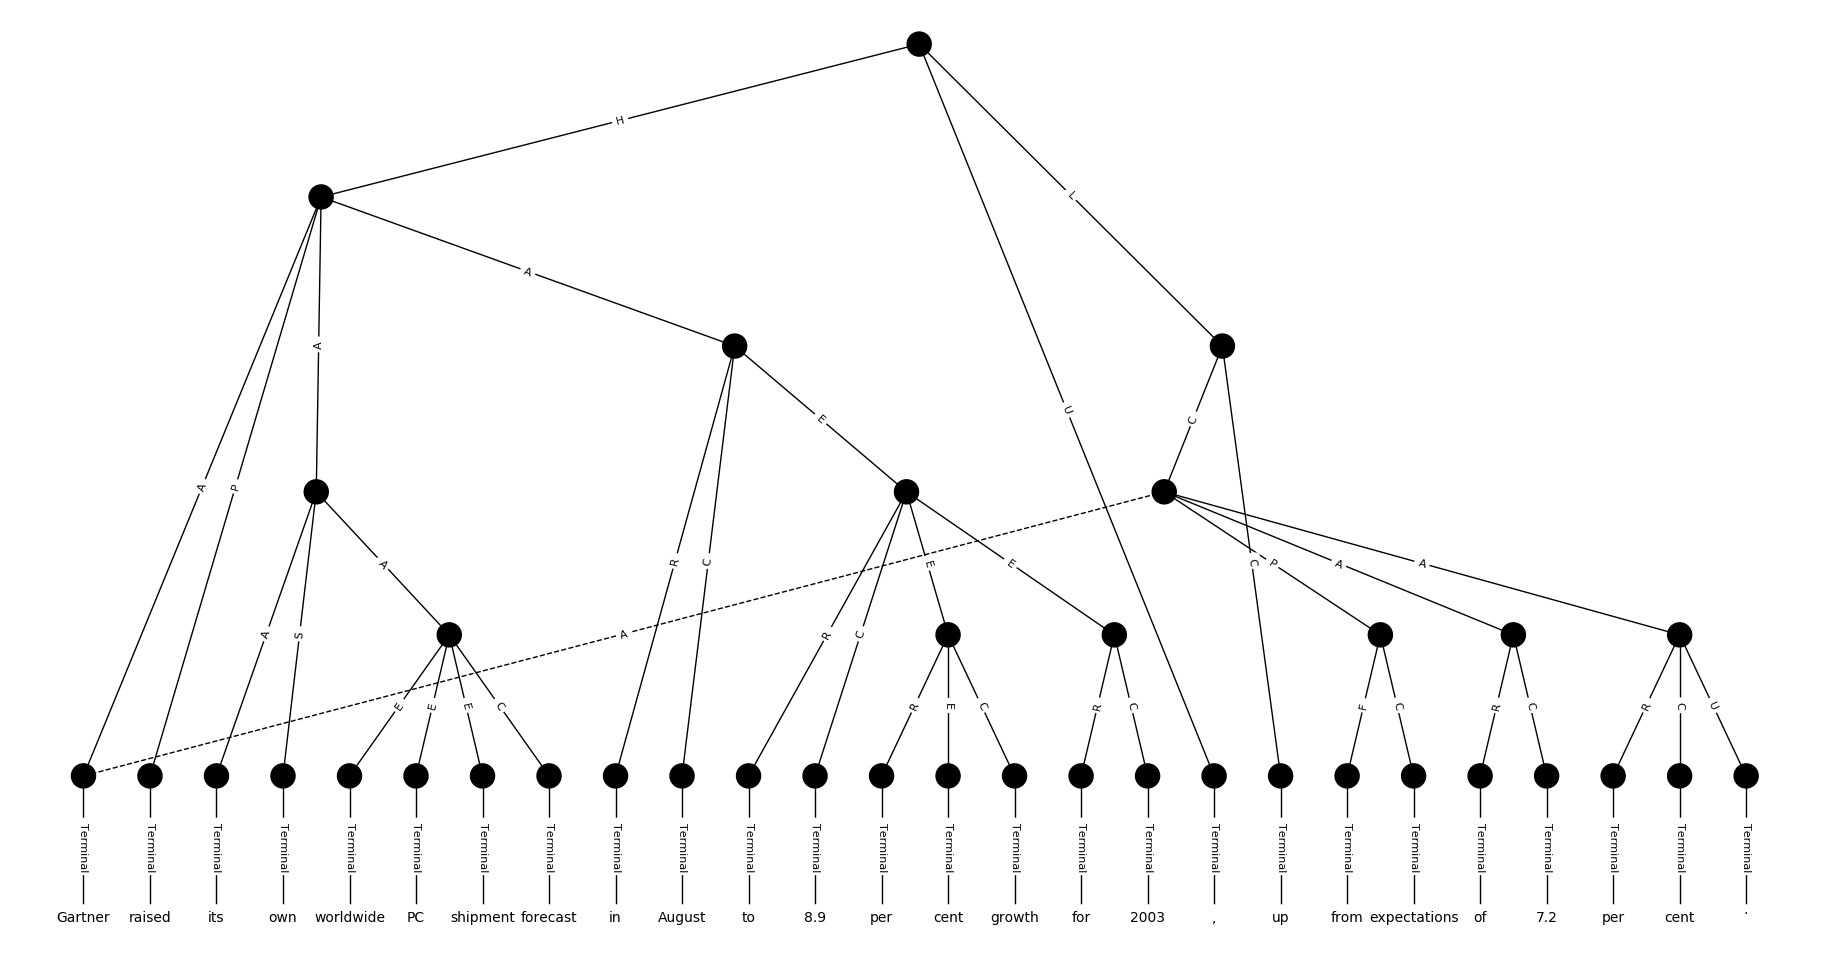 H
L
A
U
A
A
P
A
E
C
A
S
A
R
C
R
C
E
E
A
C
P
A
A
E
E
E
C
R
E
C
R
C
F
C
R
C
R
C
U
Terminal Terminal Terminal Terminal Terminal Terminal Terminal Terminal Terminal Terminal Terminal Terminal Terminal Terminal Terminal Terminal Terminal Terminal Terminal Terminal Terminal Terminal Terminal Terminal Terminal Terminal
Gartner raised its own worldwide PC shipment forecast in August to 8.9 per cent growth for 2003 , up from expectations of 7.2 per cent .